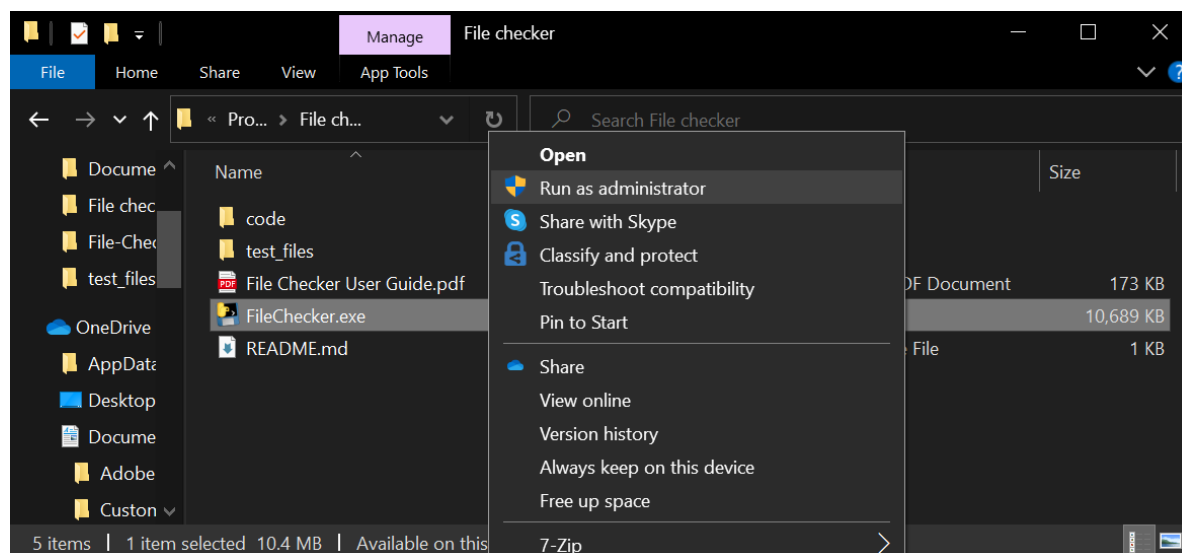 Manage File checker
File Home Share View App Tools
« Pro... > File ch... Search File checker
Docume
File chec
File-Chec
test_files
OneDrive
AppData
Desktop
Docume
Adobe
Custon
Name Size
code
test_files
PDF File Checker User Guide.pdf DF Document 173 KB
FileChecker.exe 10,689 KB
README.md File 1 KB
Open
Run as administrator
Share with Skype
Classify and protect
Troubleshoot compatibility
Pin to Start
Share
View online
Version history
Always keep on this device
Free up space
7-Zip
5 items 1 item selected 10.4 MB Available on this